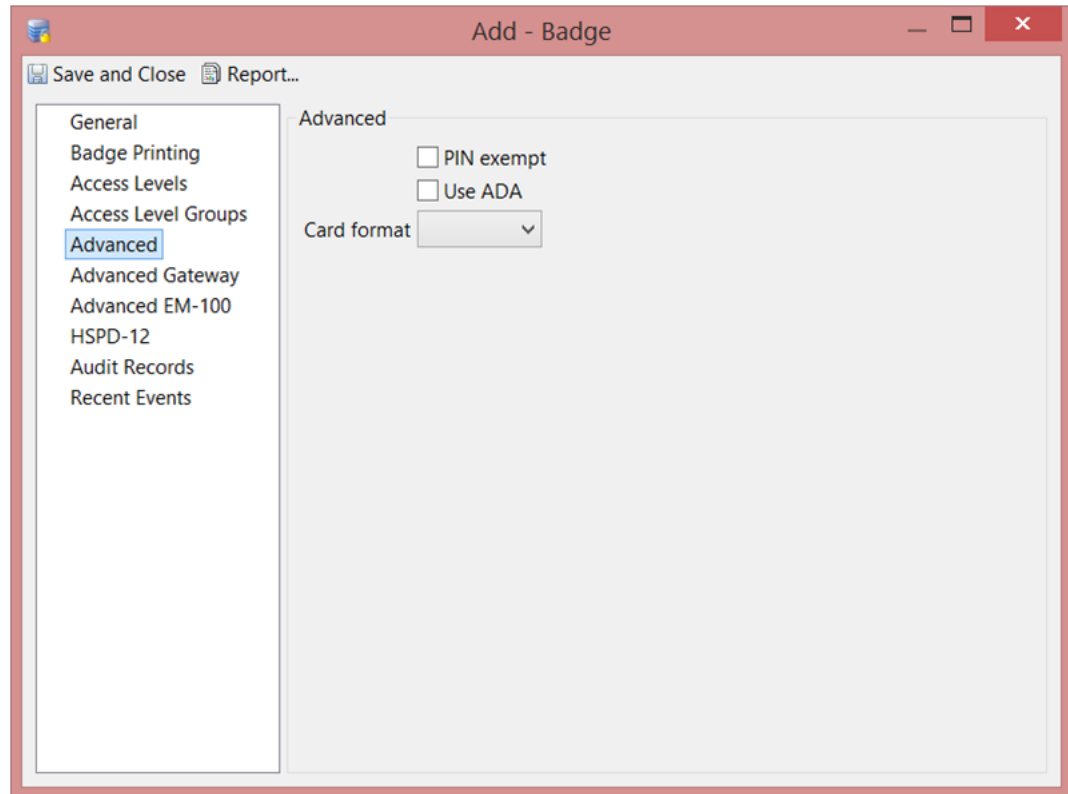 Add - Badge
Save and Close Report...
General
Badge Printing
Access Levels
Access Level Groups
Advanced
Advanced Gateway
Advanced EM-100
HSPD-12
Audit Records
Recent Events
Advanced
PIN exempt
Use ADA
Card format